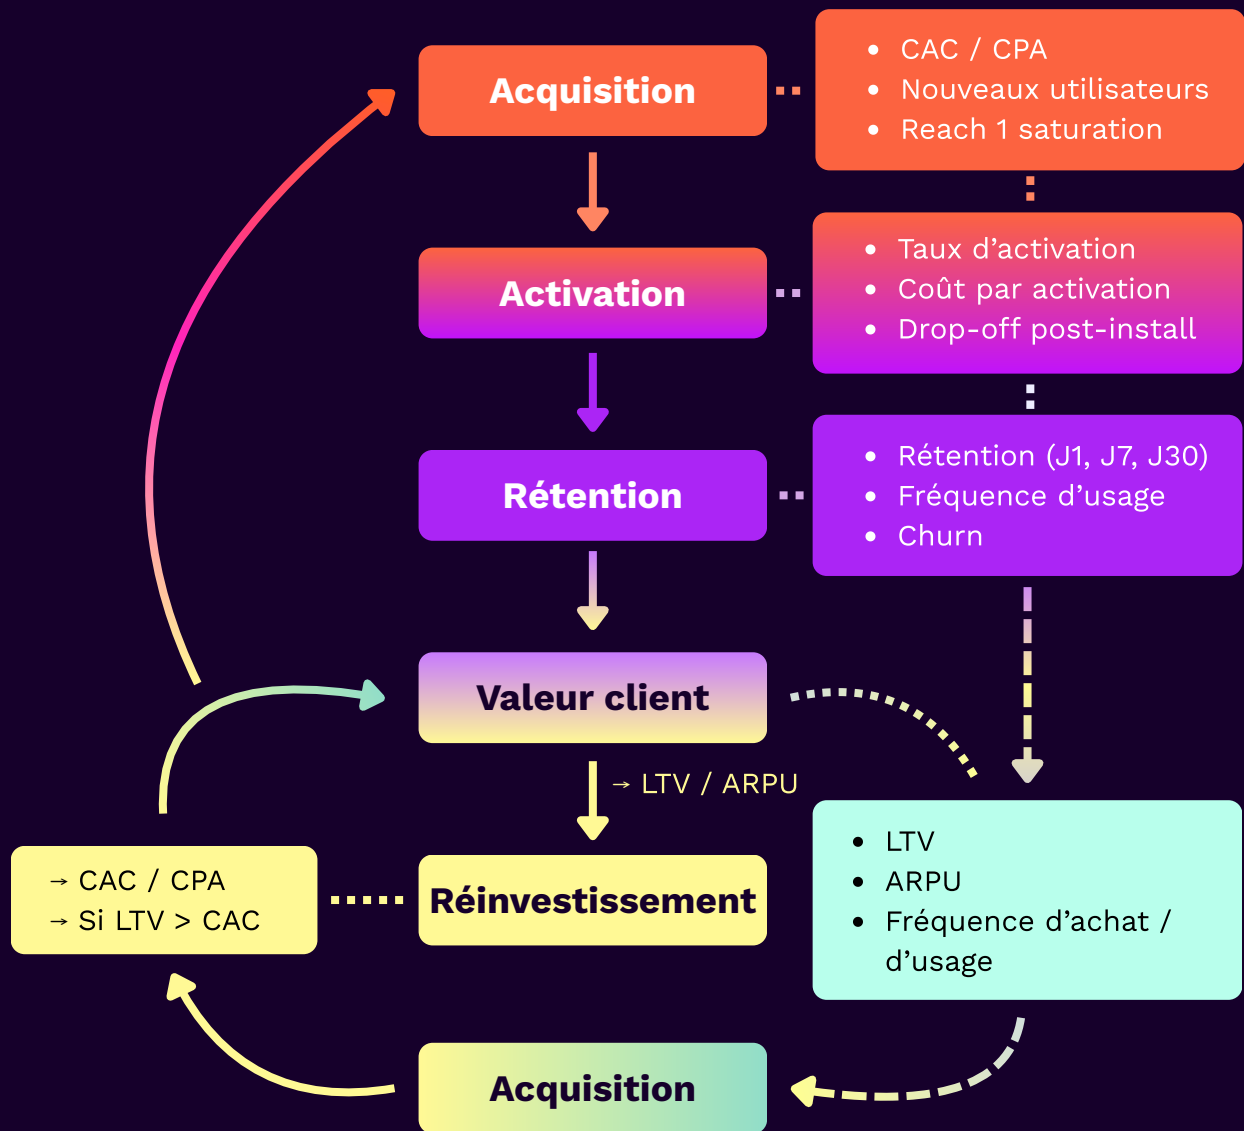 Acquisition
• CAC / CPA
• Nouveaux utilisateurs
• Reach 1 saturation
Activation
• Taux d’activation
• Coût par activation
• Drop-off post-install
Rétention
• Rétention (J1, J7, J30)
• Fréquence d’usage
• Churn
Valeur client
→ LTV / ARPU
• LTV
• ARPU
• Fréquence d’achat /
d’usage
Réinvestissement
→ CAC / CPA
→ Si LTV > CAC
Acquisition